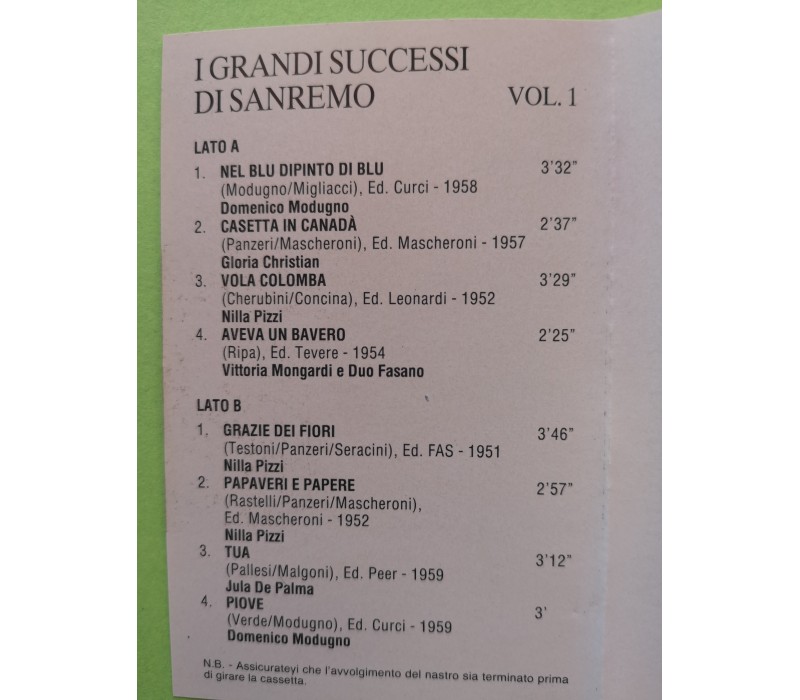 I GRANDI SUCCESSI
DI SANREMO VOL. 1
LATO A
1. NEL BLU DIPINTO DI BLU 3'32"
(Modugno/Migliacci), Ed. Curci - 1958
Domenico Modugno
2. CASETTA IN CANADÀ 2'37"
(Panzeri/Mascheroni), Ed. Mascheroni - 1957
Gloria Christian
3. VOLA COLOMBA 3'29"
(Cherubini/Concina), Ed. Leonardi - 1952
Nilla Pizzi
4. AVEVA UN BAVERO 2'25"
(Ripa), Ed. Tevere - 1954
Vittoria Mongardi e Duo Fasano
LATO B
1. GRAZIE DEI FIORI 3'46"
(Testoni/Panzeri/Seracini), Ed. FAS - 1951
Nilla Pizzi
2. PAPAVERI E PAPERE 2'57"
(Rastelli/Panzeri/Mascheroni),
Ed. Mascheroni - 1952
Nilla Pizzi
3. TUA 3'12"
(Pallesi/Malgoni), Ed. Peer - 1959
Jula De Palma
4. PIOVE 3'
(Verde/Modugno), Ed. Curci - 1959
Domenico Modugno
N.B. - Assicurateyi che l'avvolgimento del nastro sia terminato prima
di girare la cassetta.